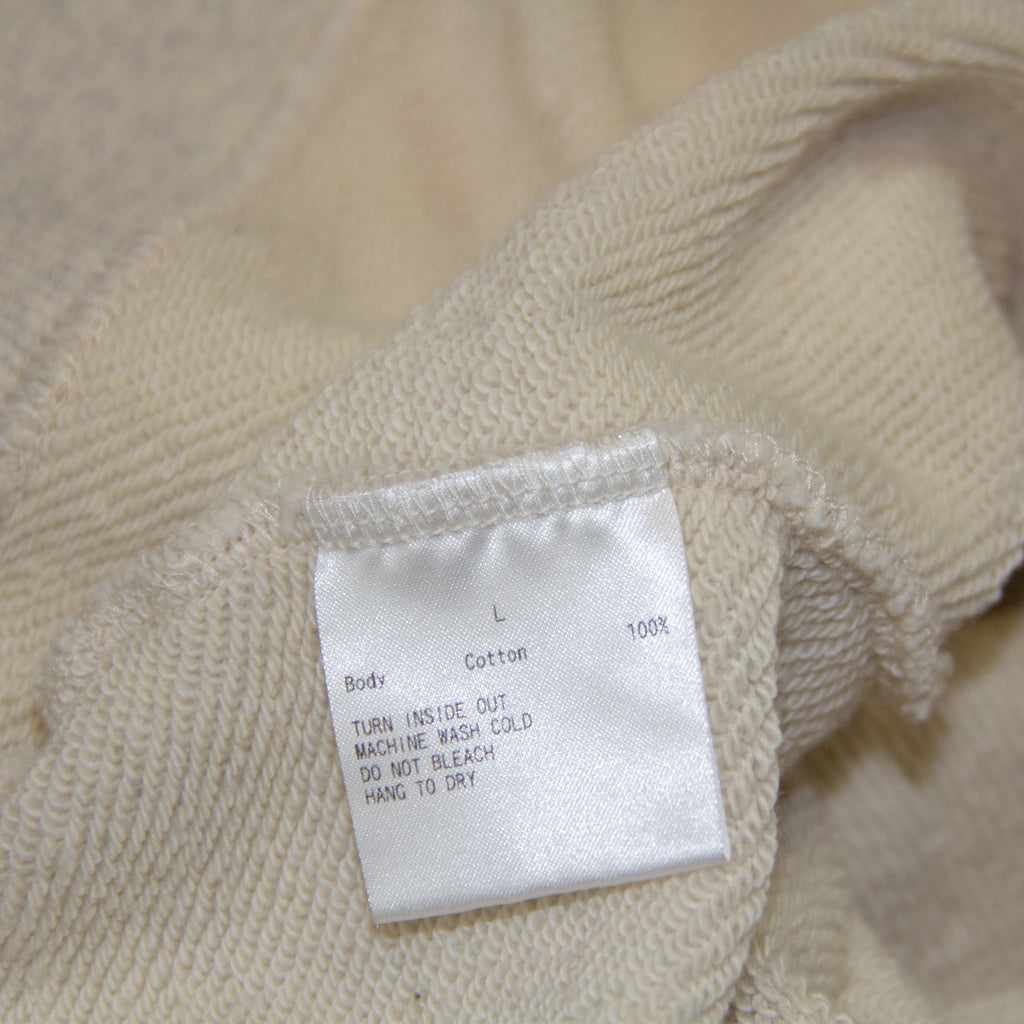 L
Body Cotton 100%
TURN INSIDE OUT
MACHINE WASH COLD
DO NOT BLEACH
HANG TO DRY